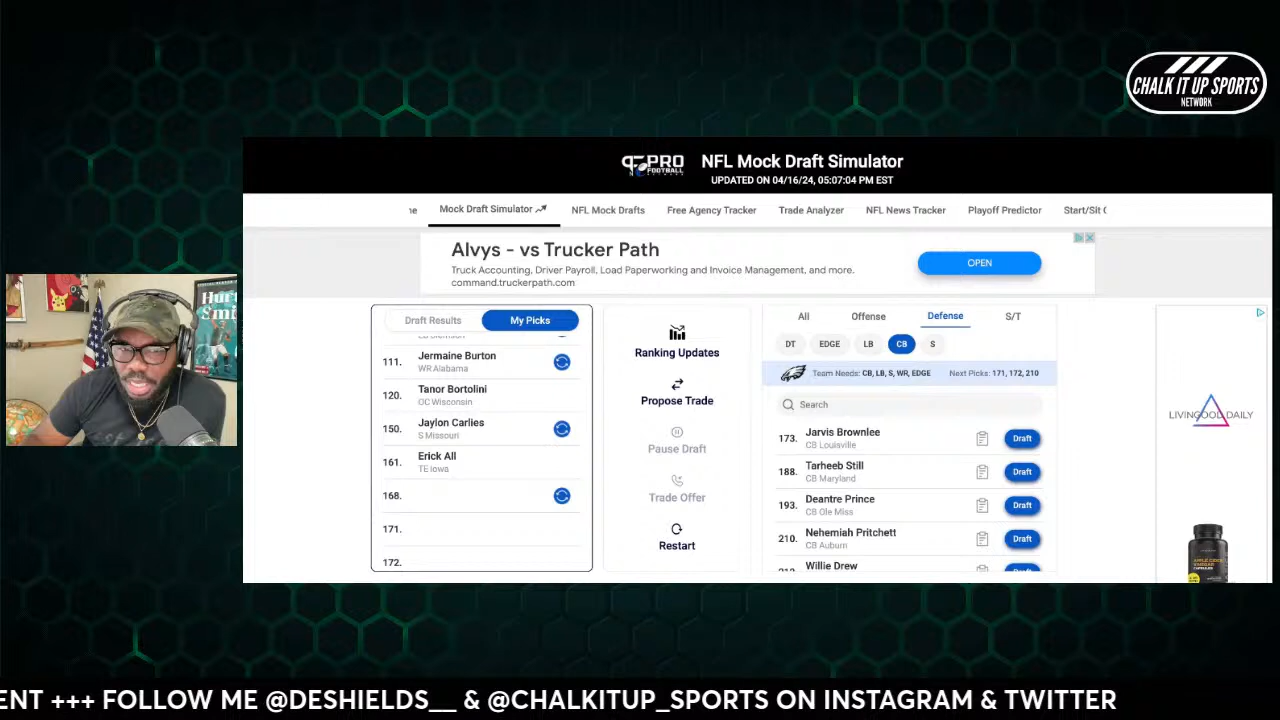 CHALK IT UP SPORTS
NETWORK
PRO
FOOTBALL
NFL Mock Draft Simulator
UPDATED ON 04/16/24, 05:07:04 PM EST
Mock Draft Simulator
NFL Mock Drafts
Free Agency Tracker
Trade Analyzer
NFL News Tracker
Playoff Predictor
Start/Sit
Alvys - vs Trucker Path
Truck Accounting, Driver Payroll, Load Paperworking and Invoice Management, and more.
command.truckerpath.com
OPEN
Draft Results
My Picks
111. Jermaine Burton
WR Alabama
120. Tanor Bortolini
OC Wisconsin
150. Jaylon Carlies
S Missouri
161. Erick All
TE Iowa
168.
171.
172.
Ranking Updates
Propose Trade
Pause Draft
Trade Offer
Restart
All
Offense
Defense
S/T
DT
EDGE
LB
CB
S
Team Needs: CB, LB, S, WR, EDGE
Next Picks: 171, 172, 210
Search
173. Jarvis Brownlee
CB Louisville
Draft
188. Tarheeb Still
CB Maryland
Draft
193. Deantre Prince
CB Ole Miss
Draft
210. Nehemiah Pritchett
CB Auburn
Draft
Willie Drew
LIVINGOOD DAILY
ENT +++ FOLLOW ME @DESHIELDS__ & @CHALKITUP_SPORTS ON INSTAGRAM & TWITTER